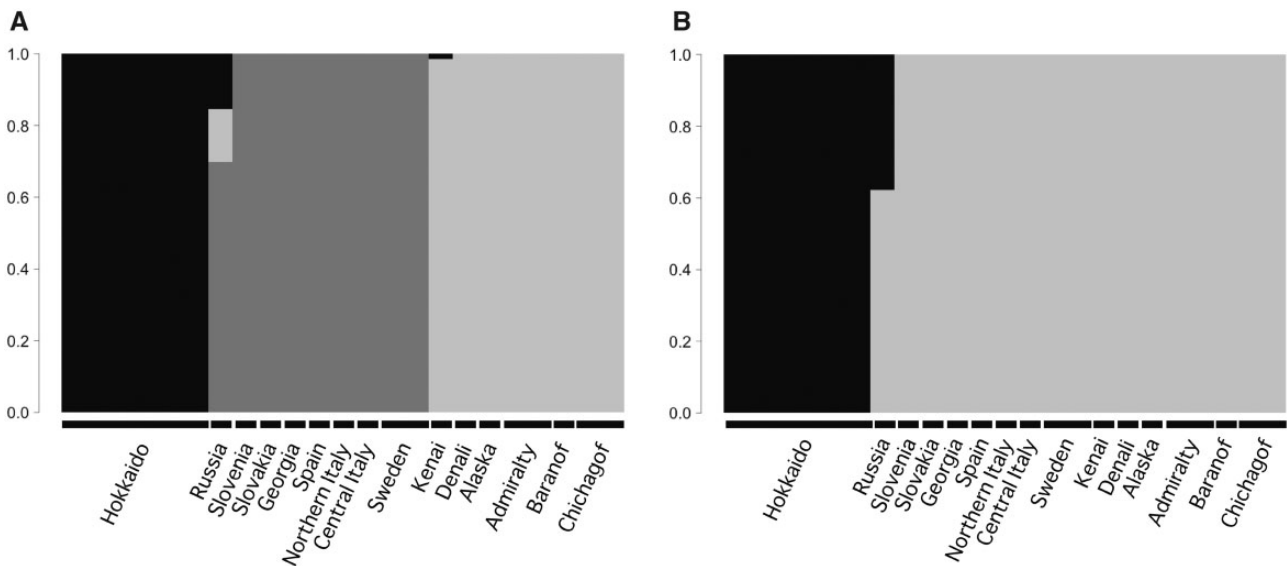 A
1.0
0.8
0.6
0.4
0.2
0.0
Hokkaido
Russia
Slovenia
Slovakia
Georgia
Spain
Northern Italy
Central Italy
Sweden
Kenai
Denali
Alaska
Admiralty
Baranof
Chichagof
B
1.0
0.8
0.6
0.4
0.2
0.0
Hokkaido
Russia
Slovenia
Slovakia
Georgia
Spain
Northern Italy
Central Italy
Sweden
Kenai
Denali
Alaska
Admiralty
Baranof
Chichagof